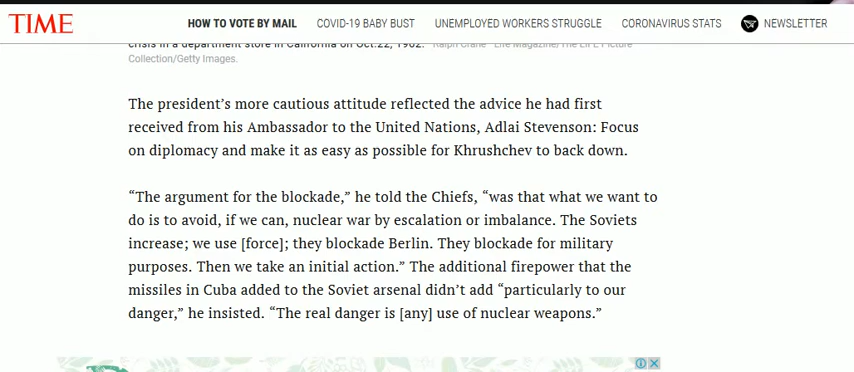 TIME
HOW TO VOTE BY MAIL COVID-19 BABY BUST UNEMPLOYED WORKERS STRUGGLE CORONAVIRUS STATS NEWSLETTER
crisis in a department store in California on Oct.22, 1962. Ralph Crane—Life Magazine/The LIFE Picture
Collection/Getty Images.
The president’s more cautious attitude reflected the advice he had first
received from his Ambassador to the United Nations, Adlai Stevenson: Focus
on diplomacy and make it as easy as possible for Khrushchev to back down.
“The argument for the blockade,” he told the Chiefs, “was that what we want to
do is to avoid, if we can, nuclear war by escalation or imbalance. The Soviets
increase; we use [force]; they blockade Berlin. They blockade for military
purposes. Then we take an initial action.” The additional firepower that the
missiles in Cuba added to the Soviet arsenal didn’t add “particularly to our
danger,” he insisted. “The real danger is [any] use of nuclear weapons.”